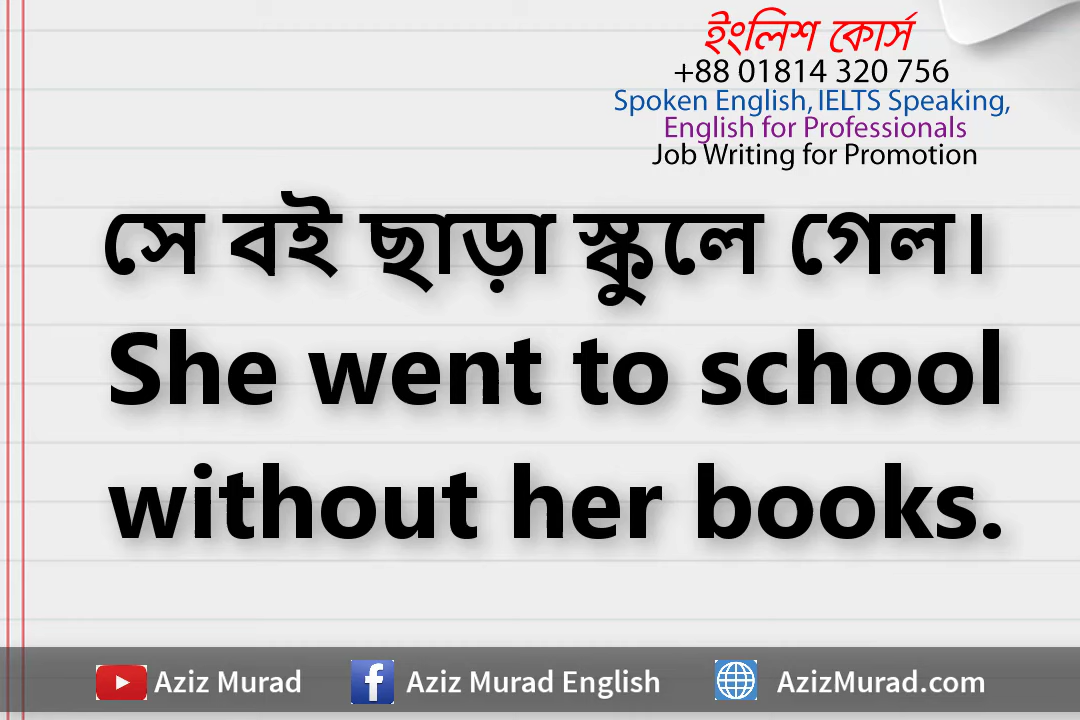 ইংলিশ কোর্স
+88 01814 320 756
Spoken English, IELTS Speaking,
English for Professionals
Job Writing for Promotion
সে বই ছাড়া স্কুলে গেল।
She went to school
without her books.
Aziz Murad Aziz Murad English AzizMurad.com